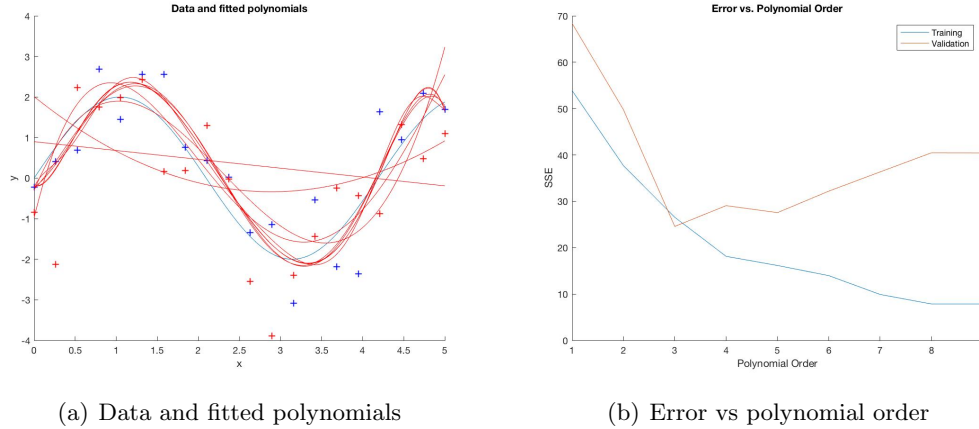 Data and fitted polynomials
4
3
2
1
0
-1
-2
-3
-4
y
0 0.5 1 1.5 2 2.5 3 3.5 4 4.5 5
x
Error vs. Polynomial Order
Training
Validation
70
60
50
40
30
20
10
0
SSE
1 2 3 4 5 6 7 8
Polynomial Order
(a) Data and fitted polynomials
(b) Error vs polynomial order